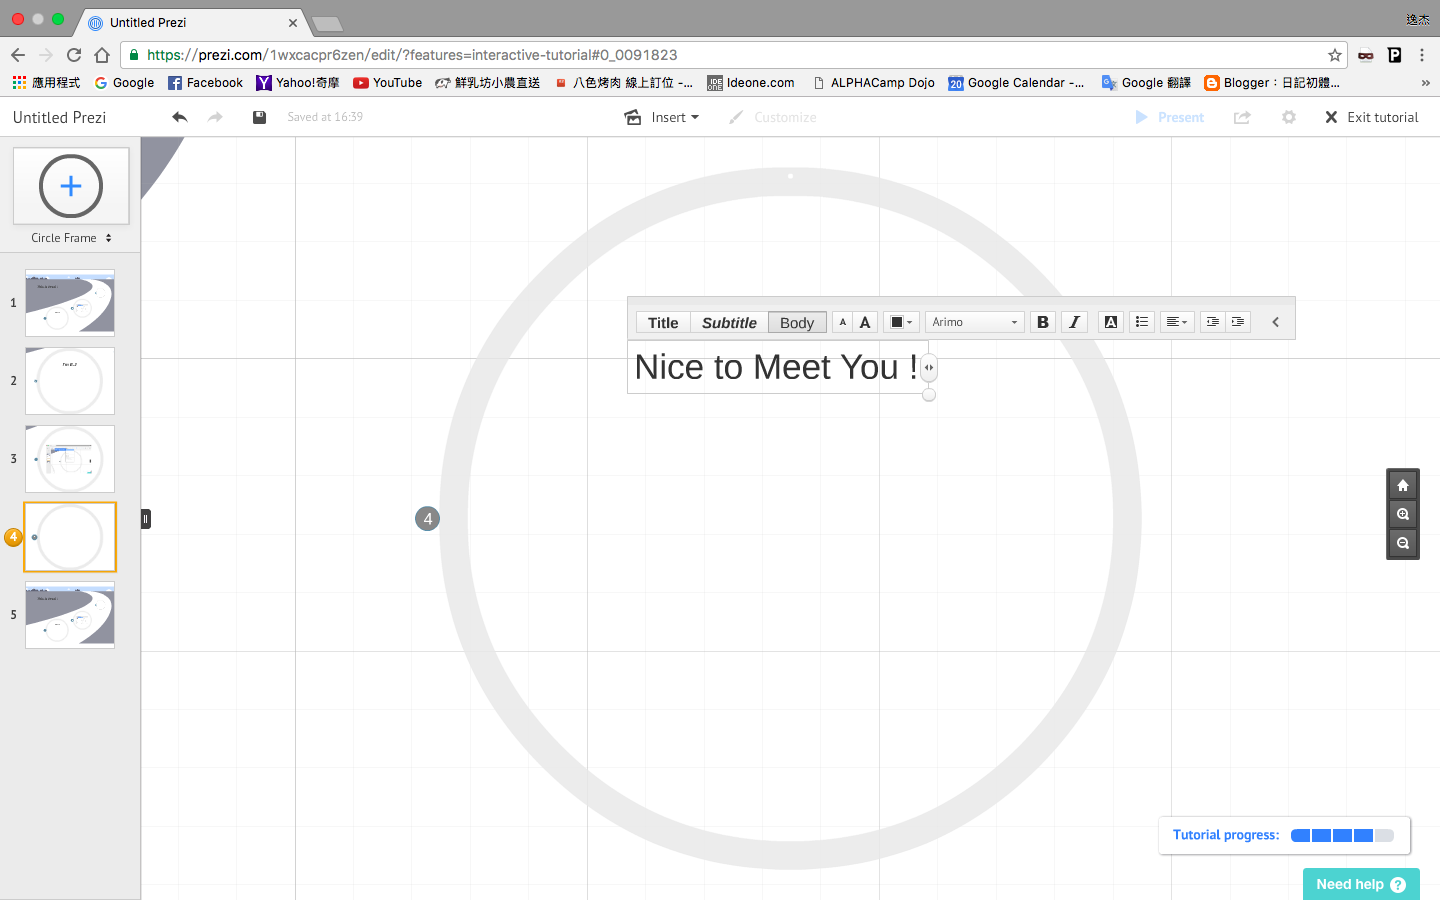 Untitled Prezi
逸杰
https://prezi.com/1wxcacpr6zen/edit/?features=interactive-tutorial#0_0091823
應用程式 Google Facebook Yahoo!奇摩 YouTube 鮮乳坊小農直送 八色烤肉 線上訂位 -... Ideone.com ALPHACamp Dojo Google Calendar -... Google 翻譯 Blogger：日記初體... »
Untitled Prezi Saved at 16:39 Insert Customize Present Exit tutorial
Circle Frame
1
2
3
4
5
Title Subtitle Body A A Arimo B I A
Nice to Meet You !
4
Tutorial progress:
Need help ?